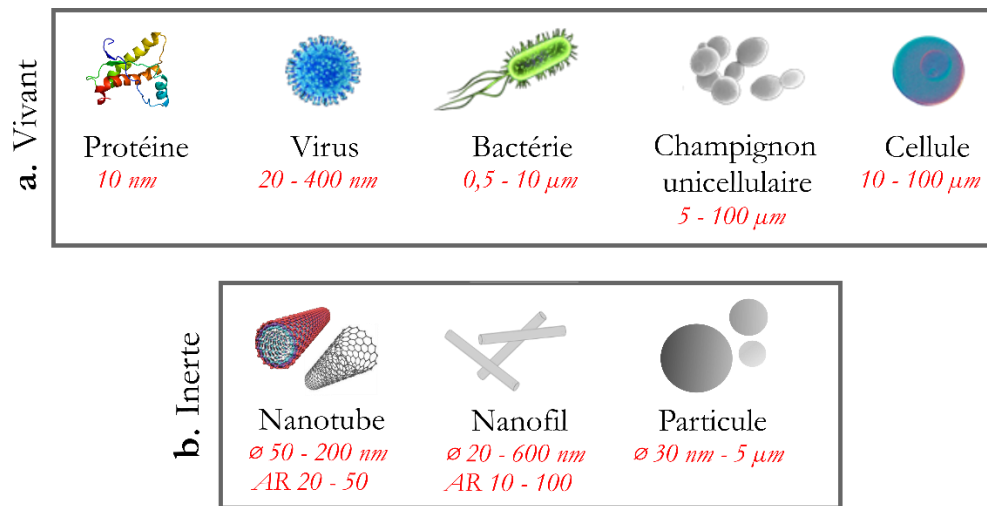 a. Vivant
Protéine
10 nm
Virus
20 - 400 nm
Bactérie
0,5 - 10 μm
Champignon
unicellulaire
5 - 100 μm
Cellule
10 - 100 μm
b. Inerte
Nanotube
ø 50 - 200 nm
AR 20 - 50
Nanofil
ø 20 - 600 nm
AR 10 - 100
Particule
ø 30 nm - 5 μm